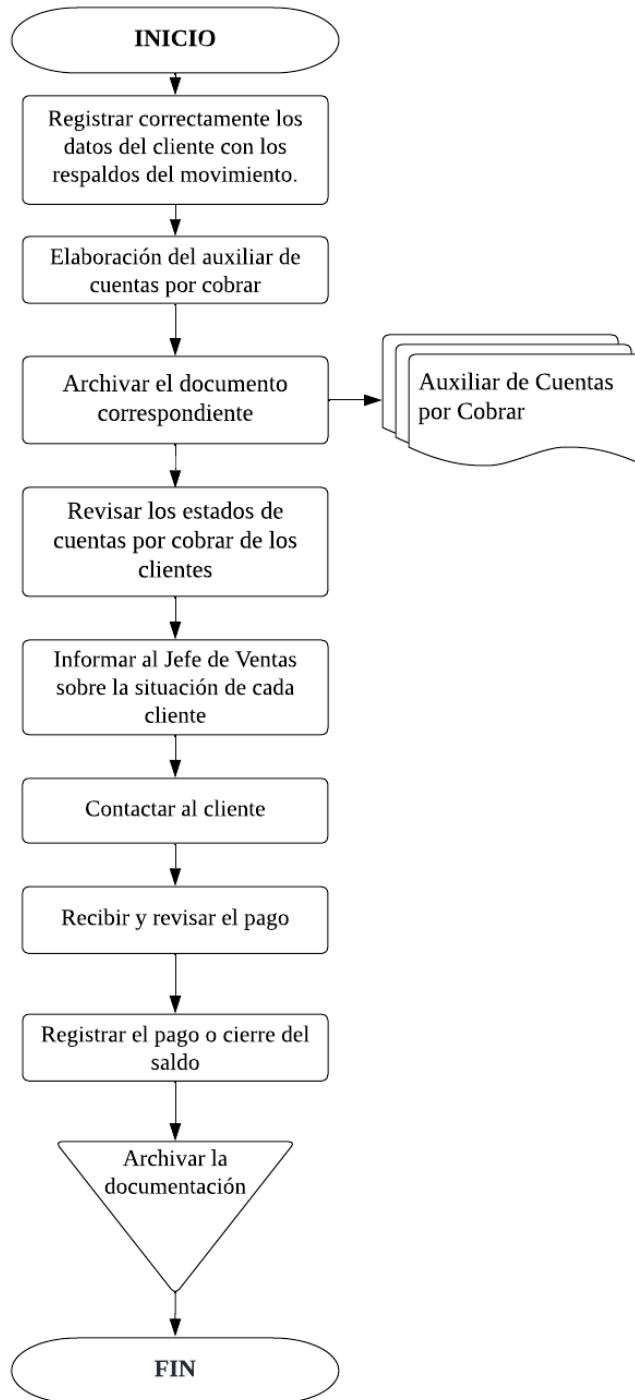 INICIO
Registrar correctamente los
datos del cliente con los
respaldos del movimiento.
Elaboración del auxiliar de
cuentas por cobrar
Archivar el documento
correspondiente
Auxiliar de Cuentas
por Cobrar
Revisar los estados de
cuentas por cobrar de los
clientes
Informar al Jefe de Ventas
sobre la situación de cada
cliente
Contactar al cliente
Recibir y revisar el pago
Registrar el pago o cierre del
saldo
Archivar la
documentación
FIN